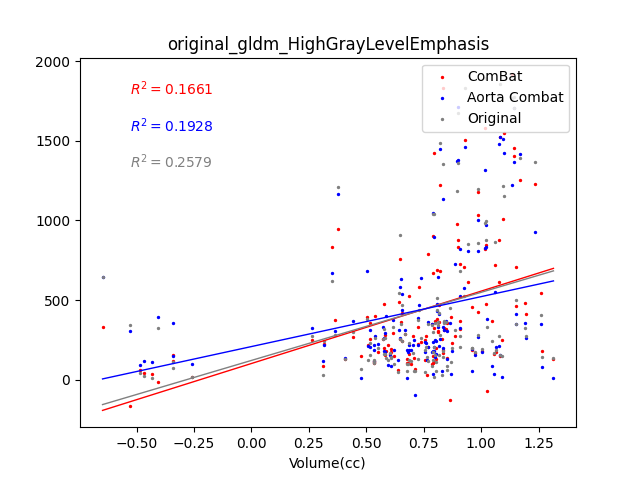 original_gldm_HighGrayLevelEmphasis
R² = 0.1661
R² = 0.1928
R² = 0.2579
ComBat
Aorta Combat
Original
2000
1500
1000
500
0
−0.50 −0.25 0.00 0.25 0.50 0.75 1.00 1.25
Volume(cc)